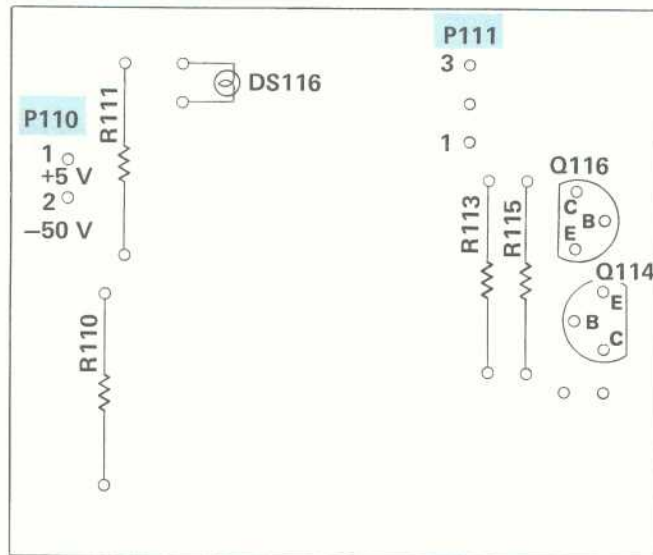 P111
3
DS116
R111
P110
1
1
+5 V
Q116
2
C
B
R113
R115
−50 V
E
Q114
E
B
R110
C